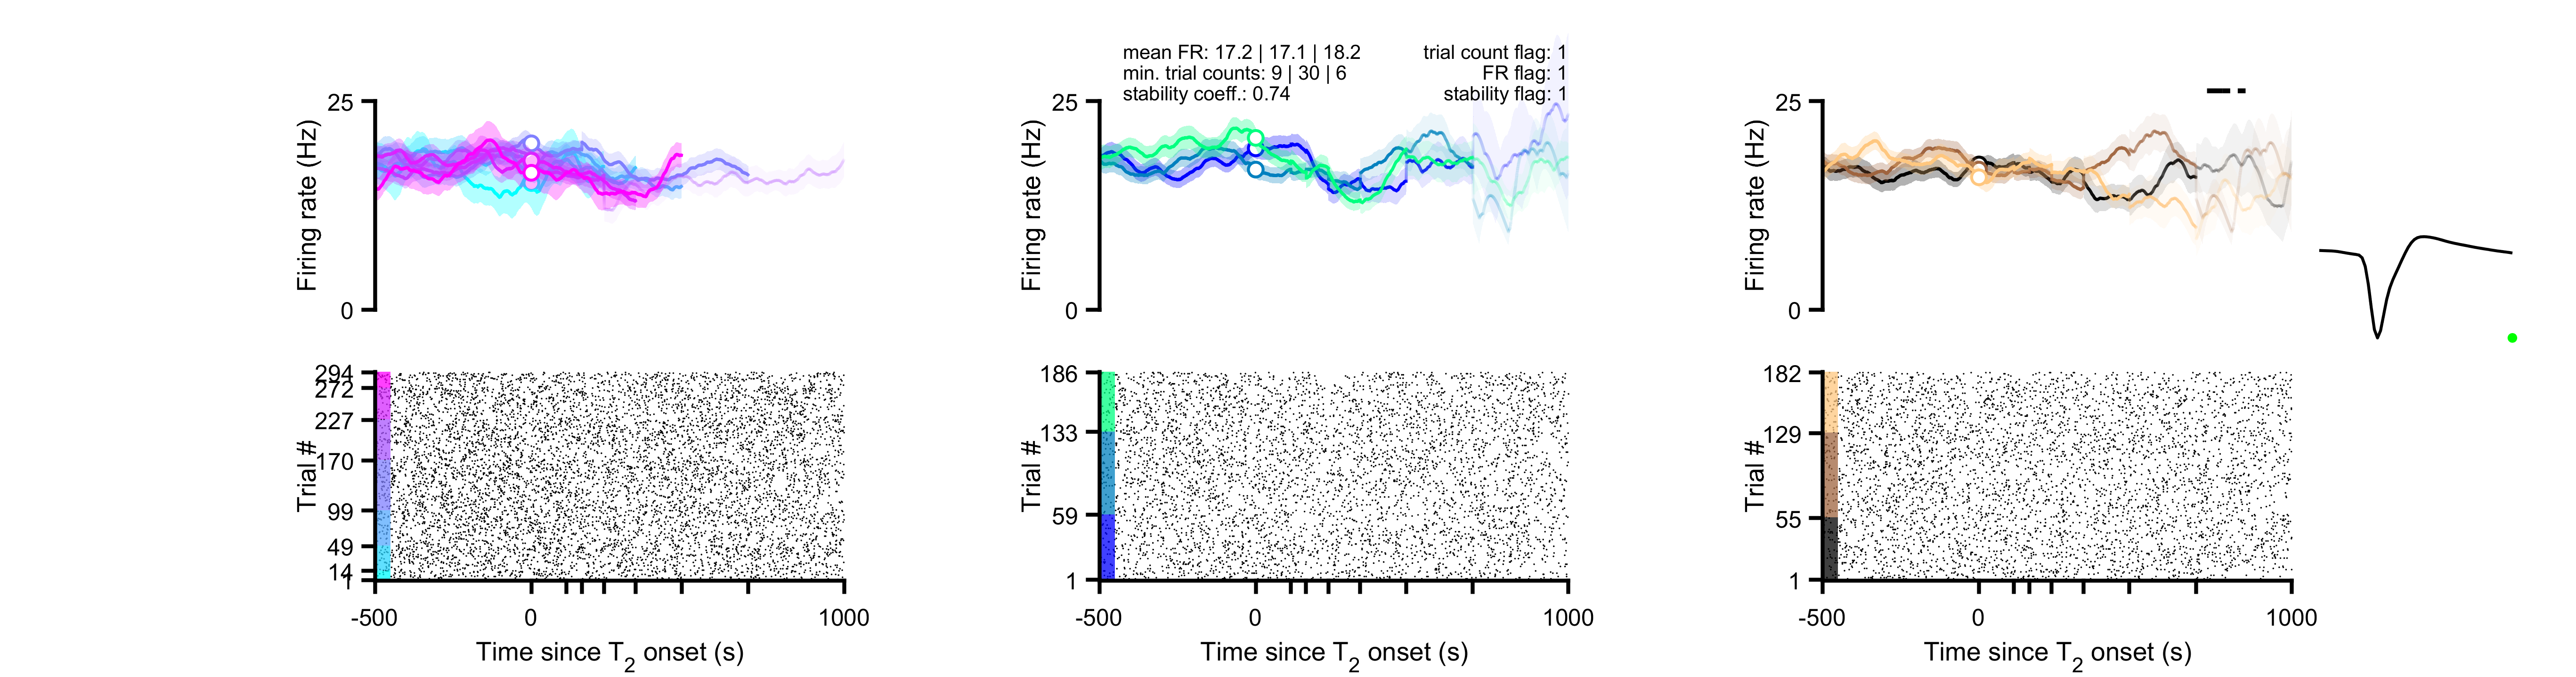 mean FR: 17.2 | 17.1 | 18.2
min. trial counts: 9 | 30 | 6
stability coeff.: 0.74
trial count flag: 1
FR flag: 1
stability flag: 1
25
Firing rate (Hz)
0
25
Firing rate (Hz)
0
25
Firing rate (Hz)
0
294
272
227
170
99
49
14
1
Trial #
-500 0 1000
Time since T2 onset (s)
186
133
59
1
Trial #
-500 0 1000
Time since T2 onset (s)
182
129
55
1
Trial #
-500 0 1000
Time since T2 onset (s)